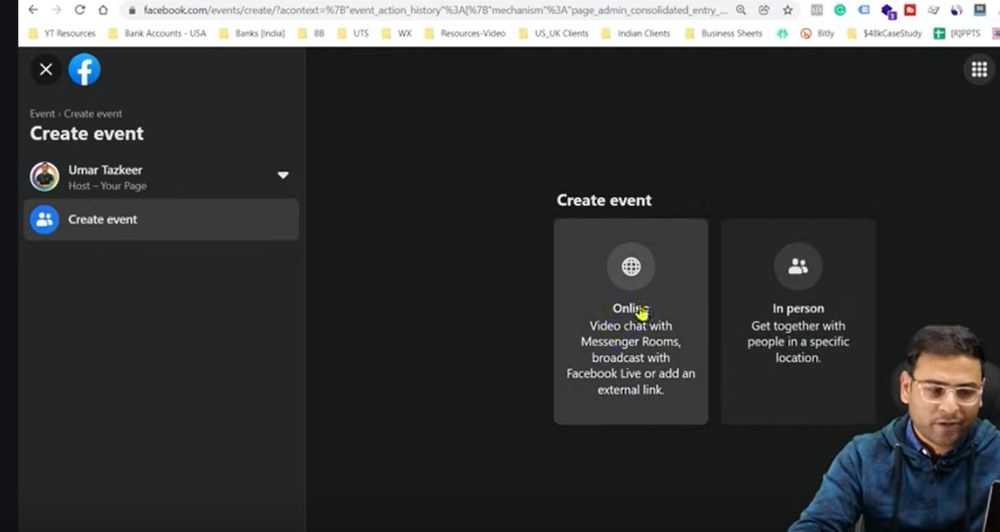 facebook.com/events/create/?acontext=%7B"event_action_history"%3A[%7B"mechanism"%3A"page_admin_consolidated_entry_...
YT Resources Bank Accounts - USA Banks [India] BB UTS WX Resources-Video US_UK Clients Indian Clients Business Sheets Bitly $48kCaseStudy [R]PPTS
Event › Create event
Create event
Umar Tazkeer
Host – Your Page
Create event
Create event
Online
Video chat with
Messenger Rooms,
broadcast with
Facebook Live or add an
external link.
In person
Get together with
people in a specific
location.